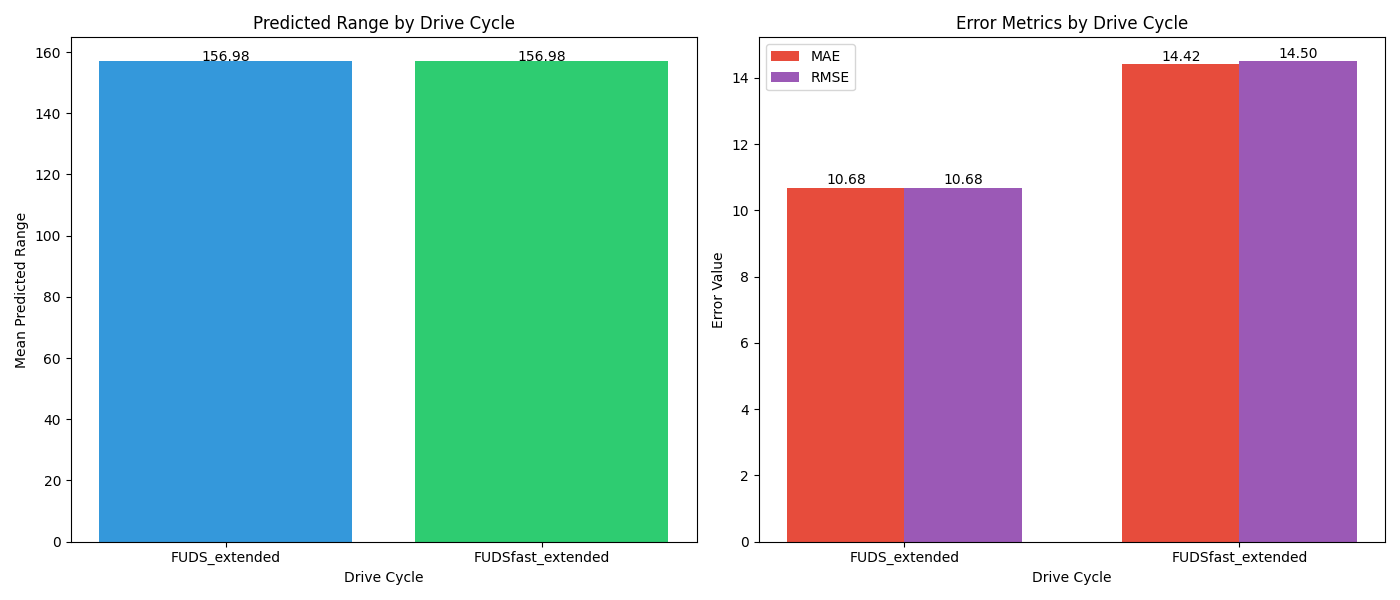 Predicted Range by Drive Cycle
156.98
156.98
160
140
120
100
80
60
40
20
0
Mean Predicted Range
FUDS_extended
FUDSfast_extended
Drive Cycle
Error Metrics by Drive Cycle
MAE
RMSE
10.68
10.68
14.42
14.50
14
12
10
8
6
4
2
0
Error Value
FUDS_extended
FUDSfast_extended
Drive Cycle